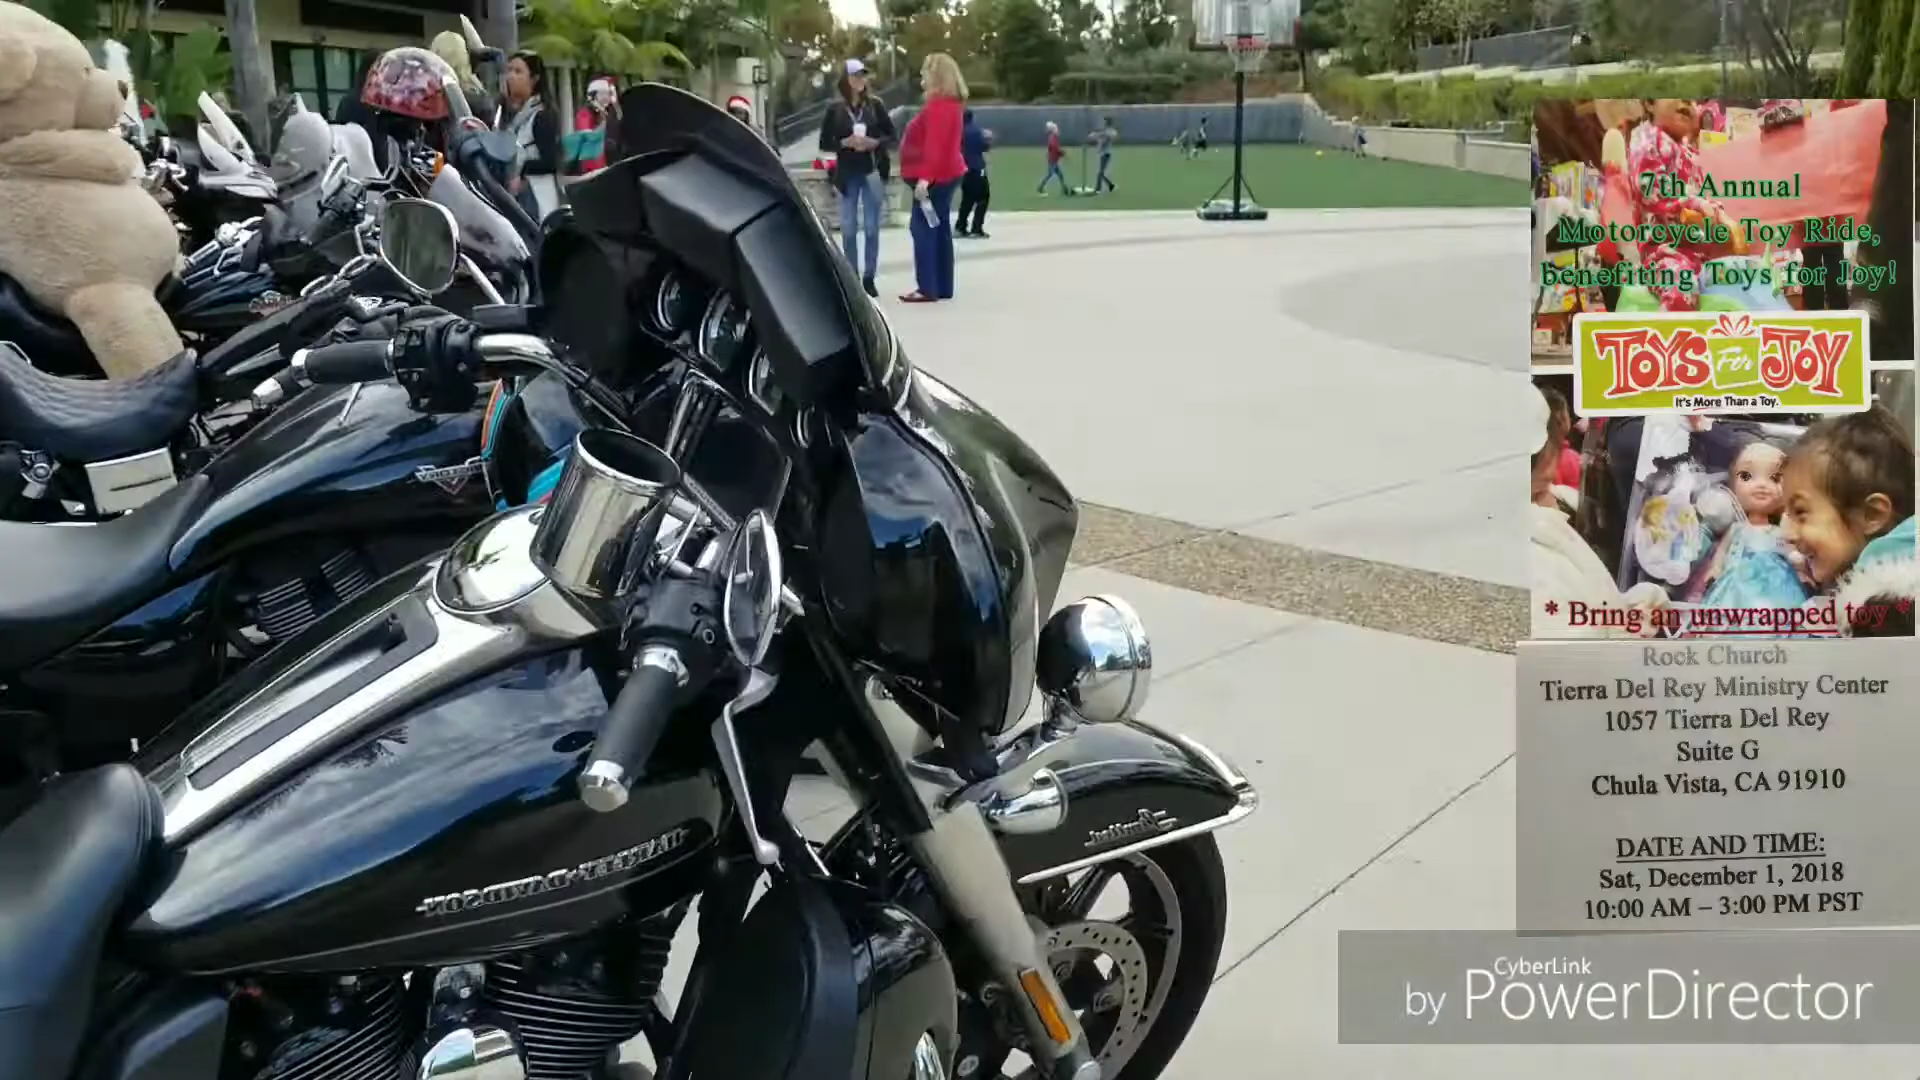 7th Annual
Motorcycle Toy Ride,
benefiting Toys for Joy!
TOYS For JOY
It's More Than a Toy.
* Bring an unwrapped toy *
Rock Church
Tierra Del Rey Ministry Center
1057 Tierra Del Rey
Suite G
Chula Vista, CA 91910
DATE AND TIME:
Sat, December 1, 2018
10:00 AM – 3:00 PM PST
HARLEY-DAVIDSON
by CyberLink PowerDirector